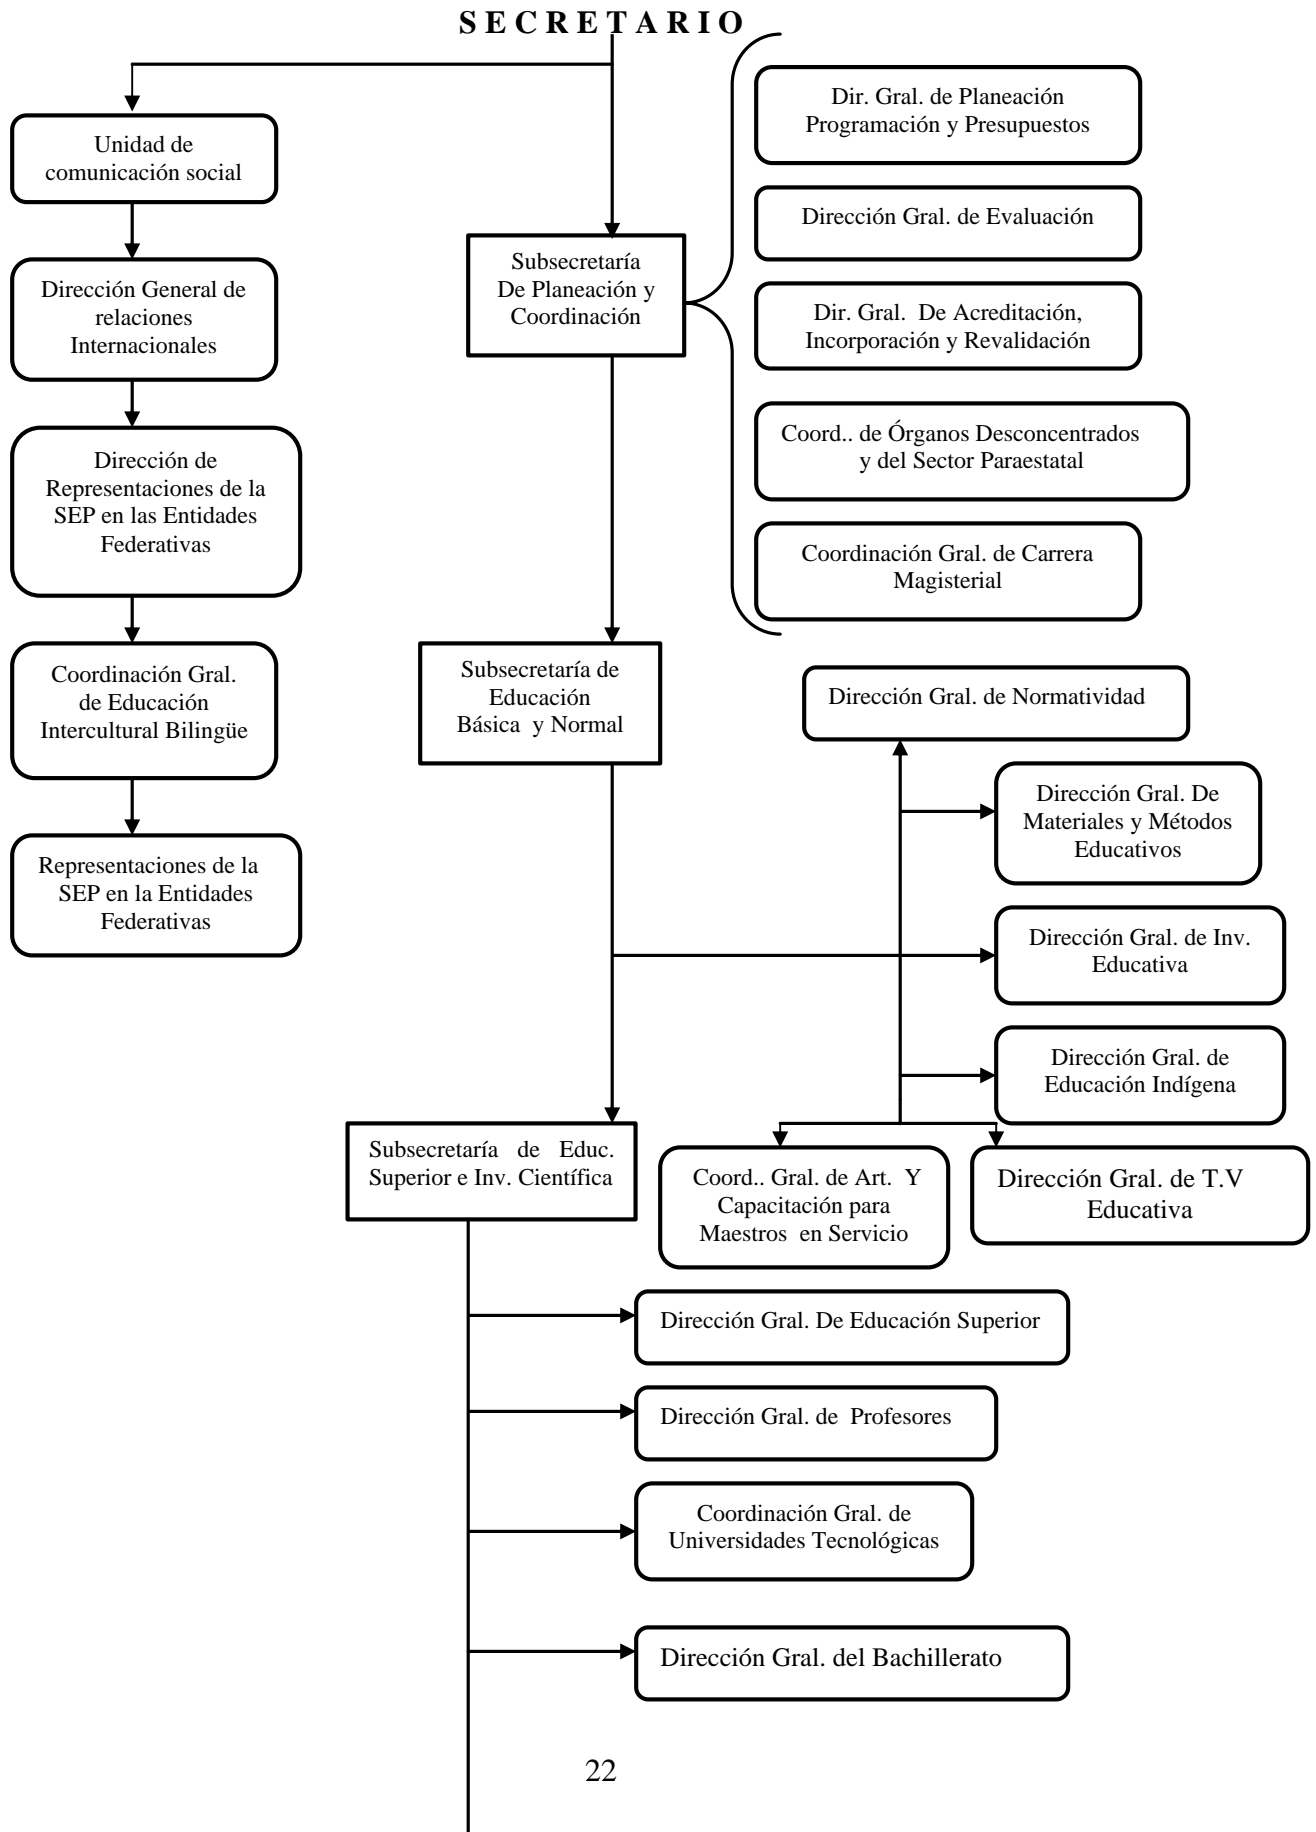 S E C R E T A R I O
Unidad de
comunicación social
Dirección General de
relaciones
Internacionales
Dirección de
Representaciones de la
SEP en las Entidades
Federativas
Coordinación Gral.
de Educación
Intercultural Bilingüe
Representaciones de la
SEP en la Entidades
Federativas
Subsecretaría
De Planeación y
Coordinación
Dir. Gral. de Planeación
Programación y Presupuestos
Dirección Gral. de Evaluación
Dir. Gral. De Acreditación,
Incorporación y Revalidación
Coord.. de Órganos Desconcentrados
y del Sector Paraestatal
Coordinación Gral. de Carrera
Magisterial
Subsecretaría de
Educación
Básica y Normal
Dirección Gral. de Normatividad
Dirección Gral. De
Materiales y Métodos
Educativos
Dirección Gral. de Inv.
Educativa
Dirección Gral. de
Educación Indígena
Coord.. Gral. de Art. Y
Capacitación para
Maestros en Servicio
Dirección Gral. de T.V
Educativa
Subsecretaría de Educ.
Superior e Inv. Científica
Dirección Gral. De Educación Superior
Dirección Gral. de Profesores
Coordinación Gral. de
Universidades Tecnológicas
Dirección Gral. del Bachillerato
22